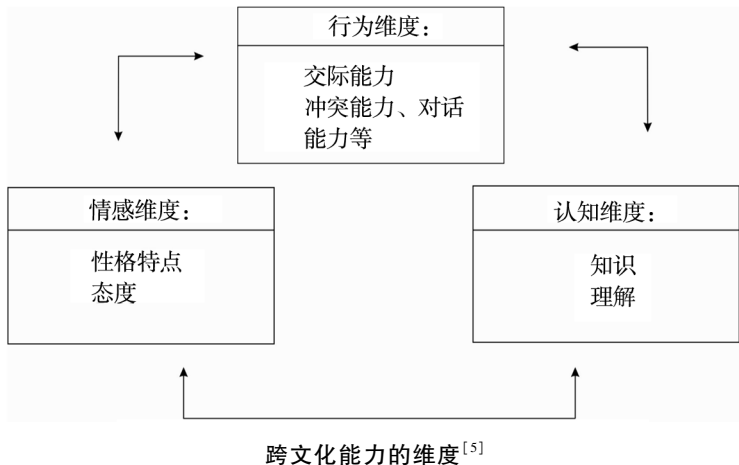 行为维度：
交际能力
冲突能力、对话
能力等
情感维度：
性格特点
态度
认知维度：
知识
理解
跨文化能力的维度[5]